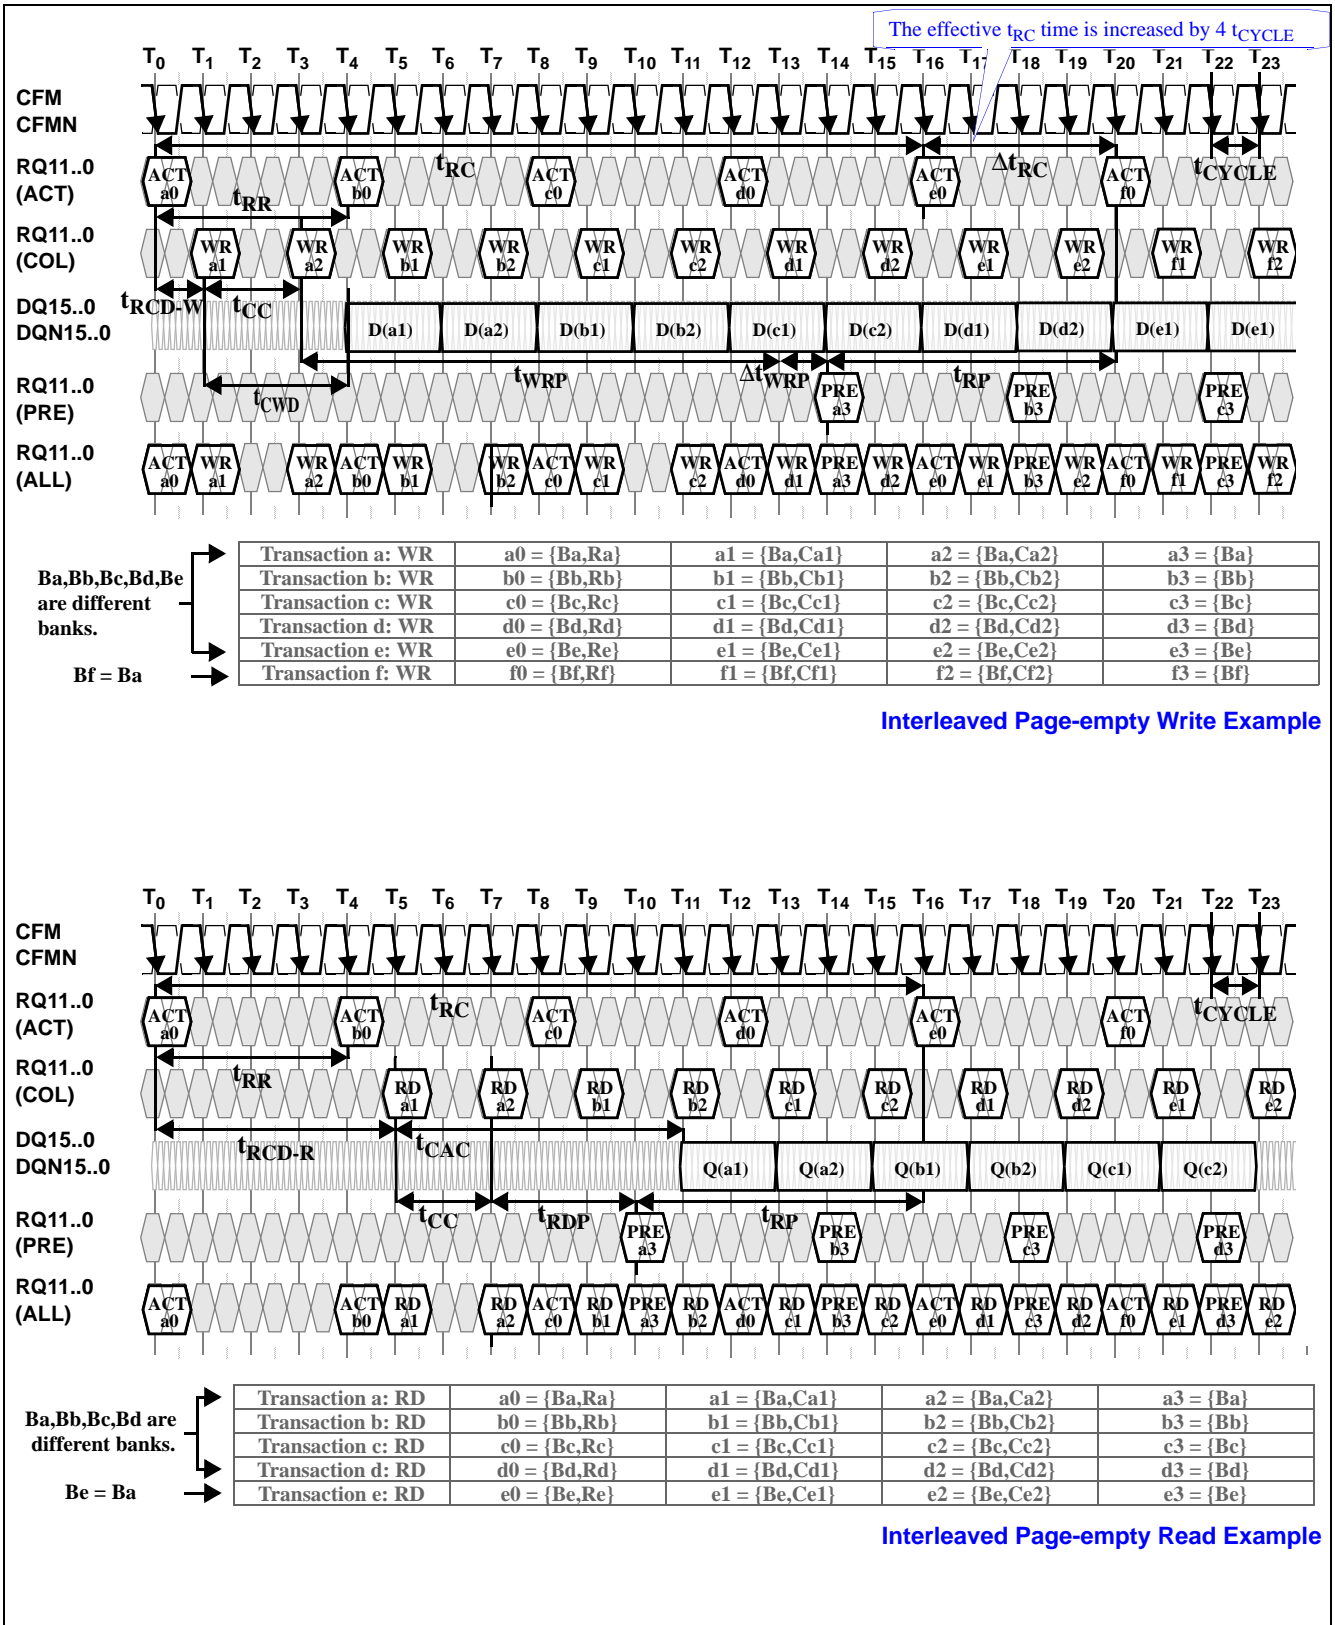 The effective tRC time is increased by 4 tCYCLE
T0 T1 T2 T3 T4 T5 T6 T7 T8 T9 T10 T11 T12 T13 T14 T15 T16 T17 T18 T19 T20 T21 T22 T23
CFM
CFMN
tRC ΔtRC tCYCLE
RQ11..0
(ACT)
ACT a0 ACT b0 ACT c0 ACT d0 ACT e0 ACT f0
tRR
RQ11..0
(COL)
WR a1 WR a2 WR b1 WR b2 WR c1 WR c2 WR d1 WR d2 WR e1 WR e2 WR f1 WR f2
tRCD-W tCC
DQ15..0
DQN15..0
D(a1) D(a2) D(b1) D(b2) D(c1) D(c2) D(d1) D(d2) D(e1) D(e1)
tCWD tWRP ΔtWRP tRP
RQ11..0
(PRE)
PRE a3 PRE b3 PRE c3
RQ11..0
(ALL)
ACT a0 WR a1 WR a2 ACT b0 WR b1 WR b2 ACT c0 WR c1 WR c2 ACT d0 WR d1 PRE a3 WR d2 ACT e0 WR e1 PRE b3 WR e2 ACT f0 WR f1 PRE c3 WR f2
Ba,Bb,Bc,Bd,Be
are different
banks.
Bf = Ba
Transaction a: WR a0 = {Ba,Ra} a1 = {Ba,Ca1} a2 = {Ba,Ca2} a3 = {Ba}
Transaction b: WR b0 = {Bb,Rb} b1 = {Bb,Cb1} b2 = {Bb,Cb2} b3 = {Bb}
Transaction c: WR c0 = {Bc,Rc} c1 = {Bc,Cc1} c2 = {Bc,Cc2} c3 = {Bc}
Transaction d: WR d0 = {Bd,Rd} d1 = {Bd,Cd1} d2 = {Bd,Cd2} d3 = {Bd}
Transaction e: WR e0 = {Be,Re} e1 = {Be,Ce1} e2 = {Be,Ce2} e3 = {Be}
Transaction f: WR f0 = {Bf,Rf} f1 = {Bf,Cf1} f2 = {Bf,Cf2} f3 = {Bf}
Interleaved Page-empty Write Example
T0 T1 T2 T3 T4 T5 T6 T7 T8 T9 T10 T11 T12 T13 T14 T15 T16 T17 T18 T19 T20 T21 T22 T23
CFM
CFMN
tRC tCYCLE
RQ11..0
(ACT)
ACT a0 ACT b0 ACT c0 ACT d0 ACT e0 ACT f0
tRR
RQ11..0
(COL)
RD a1 RD a2 RD b1 RD b2 RD c1 RD c2 RD d1 RD d2 RD e1 RD e2
tRCD-R tCAC
DQ15..0
DQN15..0
Q(a1) Q(a2) Q(b1) Q(b2) Q(c1) Q(c2)
tCC tRDP tRP
RQ11..0
(PRE)
PRE a3 PRE b3 PRE c3 PRE d3
RQ11..0
(ALL)
ACT a0 ACT b0 RD a1 RD a2 ACT c0 RD b1 PRE a3 RD b2 ACT d0 RD c1 PRE b3 RD c2 ACT e0 RD d1 PRE c3 RD d2 ACT f0 RD e1 PRE d3 RD e2
Ba,Bb,Bc,Bd are
different banks.
Be = Ba
Transaction a: RD a0 = {Ba,Ra} a1 = {Ba,Ca1} a2 = {Ba,Ca2} a3 = {Ba}
Transaction b: RD b0 = {Bb,Rb} b1 = {Bb,Cb1} b2 = {Bb,Cb2} b3 = {Bb}
Transaction c: RD c0 = {Bc,Rc} c1 = {Bc,Cc1} c2 = {Bc,Cc2} c3 = {Bc}
Transaction d: RD d0 = {Bd,Rd} d1 = {Bd,Cd1} d2 = {Bd,Cd2} d3 = {Bd}
Transaction e: RD e0 = {Be,Re} e1 = {Be,Ce1} e2 = {Be,Ce2} e3 = {Be}
Interleaved Page-empty Read Example